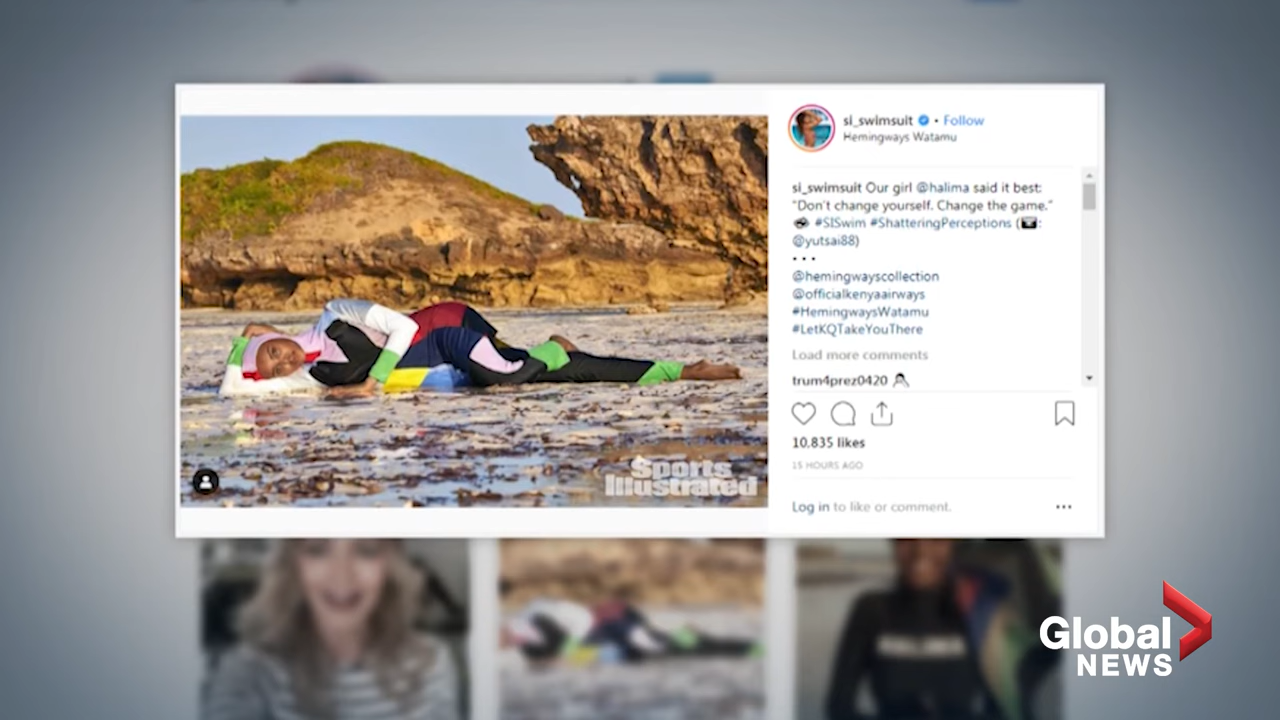 si_swimsuit • Follow
Hemingways Watamu
si_swimsuit Our girl @halima said it best:
"Don't change yourself. Change the game."
#SISwim #ShatteringPerceptions (📷:
@yutsai88)
• • •
@hemingwayscollection
@officialkenyaairways
#HemingwaysWatamu
#LetKQTakeYouThere
Load more comments
trum4prez0420
10,835 likes
15 HOURS AGO
Log in to like or comment.
Sports
Illustrated
Global
NEWS